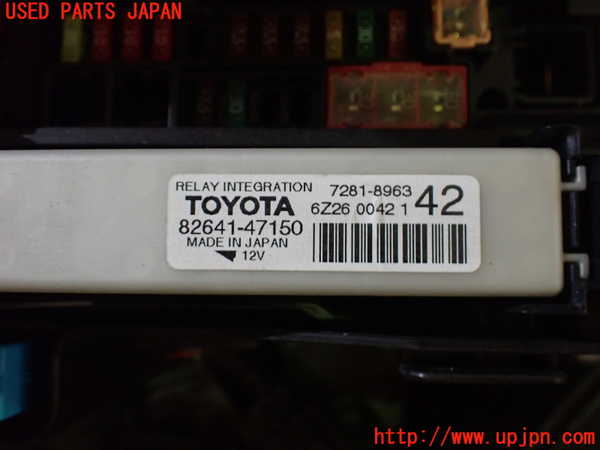 USED PARTS JAPAN
RELAY INTEGRATION 7281-8963
TOYOTA 6Z26 0042 1 42
82641-47150
MADE IN JAPAN
12V
http://www.upjpn.com